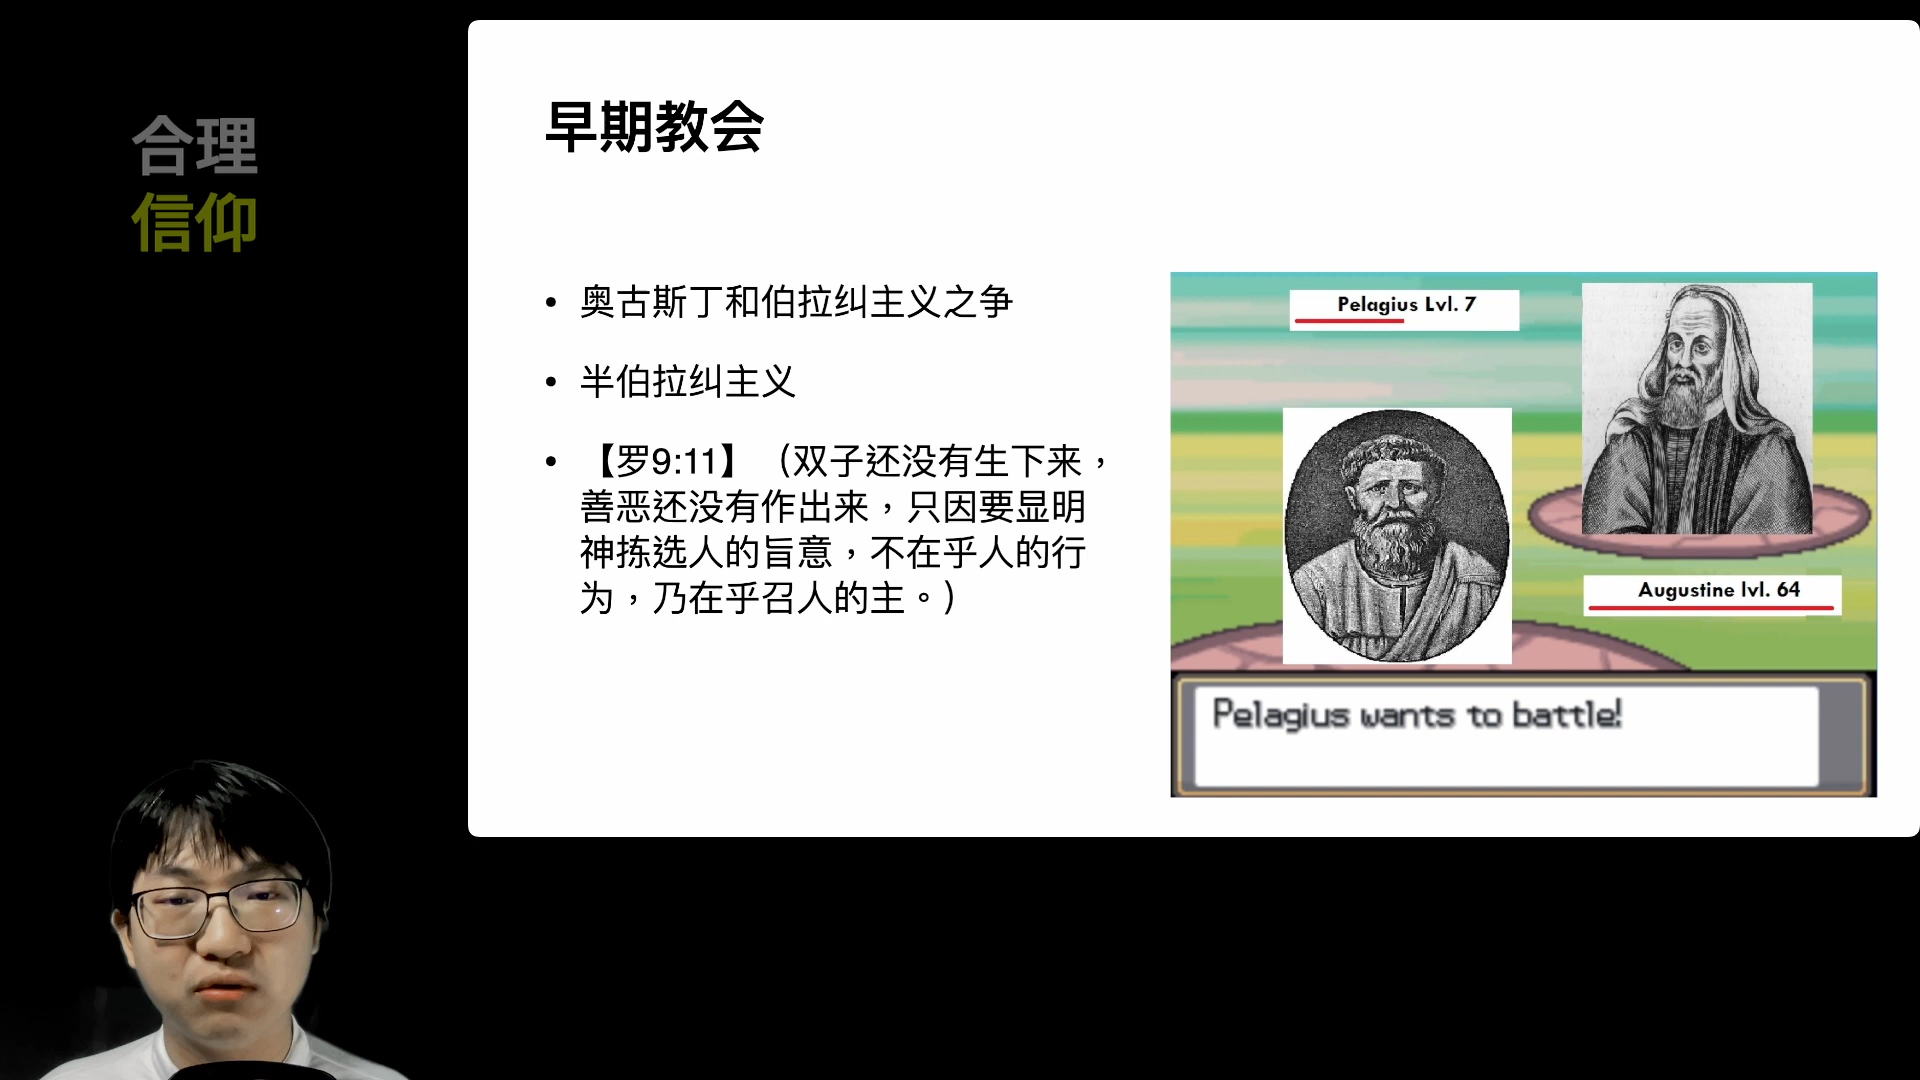 合理
信仰
早期教会
• 奥古斯丁和伯拉纠主义之争
• 半伯拉纠主义
• 【罗9:11】（双子还没有生下来，
善恶还没有作出来，只因要显明
神拣选人的旨意，不在乎人的行
为，乃在乎召人的主。）
Pelagius Lvl. 7
Augustine lvl. 64
Pelagius wants to battle!